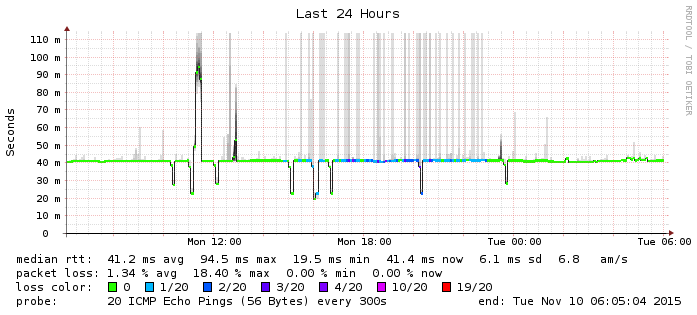 Last 24 Hours
RRDTOOL / TOBI OETIKER
Seconds
110 m
100 m
90 m
80 m
70 m
60 m
50 m
40 m
30 m
20 m
10 m
0
Mon 12:00 Mon 18:00 Tue 00:00 Tue 06:00
median rtt: 41.2 ms avg 94.5 ms max 19.5 ms min 41.4 ms now 6.1 ms sd 6.8 am/s
packet loss: 1.34 % avg 18.40 % max 0.00 % min 0.00 % now
loss color: 0 1/20 2/20 3/20 4/20 10/20 19/20
probe: 20 ICMP Echo Pings (56 Bytes) every 300s end: Tue Nov 10 06:05:04 2015